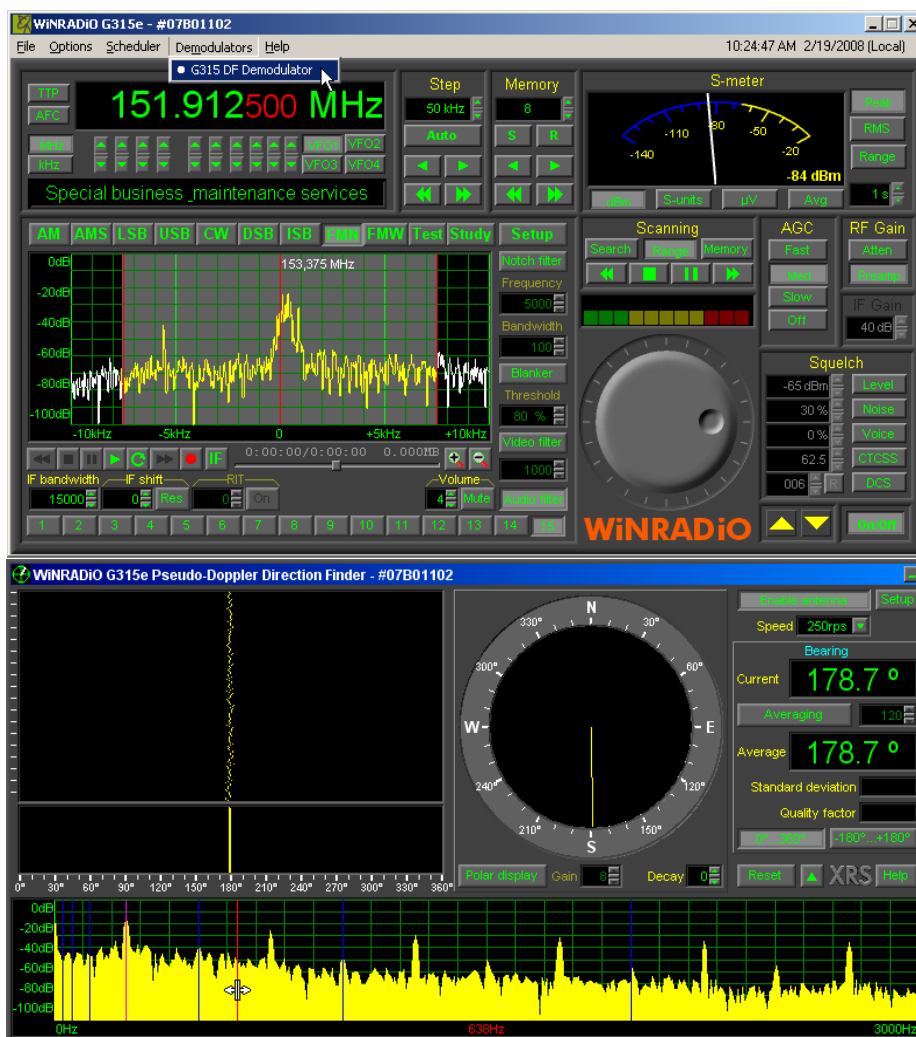 WiNRADiO G315e - #07B01102
File Options Scheduler Demodulators Help 10:24:47 AM 2/19/2008 (Local)
G315 DF Demodulator
TTP
AFC
151.912500 MHz
MHz
kHz
VFO1 VFO2
VFO3 VFO4
Special business _maintenance services
Step
50 kHz
Auto
Memory
8
S R
S-meter
-140 -110 -80 -50 -20
-84 dBm
Peak
RMS
Range
1 s
dBm S-units µV Avg
AM AMS LSB USB CW DSB ISB FMN FMW Test Study
Setup
Notch filter
Frequency
5000
Bandwidth
100
Blanker
Threshold
80 %
Video filter
1000
Audio filter
153,375 MHz
0dB
-20dB
-40dB
-60dB
-80dB
-100dB
-10kHz -5kHz 0 +5kHz +10kHz
IF 0:00:00/0:00:00 0.000MB
IF bandwidth IF shift RIT Volume
15000 0 Res 0 On 4 Mute
1 2 3 4 5 6 7 8 9 10 11 12 13 14 15
Scanning
Search Range Memory
AGC
Fast
Med
Slow
Off
RF Gain
Atten
Preamp
IF Gain
40 dB
Squelch
-65 dBm Level
30 % Noise
0 % Voice
62.5 CTCSS
006 R DCS
WiNRADiO
On/Off
WiNRADiO G315e Pseudo-Doppler Direction Finder - #07B01102
0° 30° 60° 90° 120° 150° 180° 210° 240° 270° 300° 330° 360°
N
330° 30°
300° 60°
W E
240° 120°
210° 150°
S
Polar display Gain 8 Decay 0
Enable antenna Setup
Speed 250rps
Bearing
Current 178.7 °
Averaging 120
Average 178.7 °
Standard deviation
Quality factor
0°...360° -180°...+180°
Reset XRS Help
0dB
-20dB
-40dB
-60dB
-80dB
-100dB
0Hz 638Hz 3000Hz